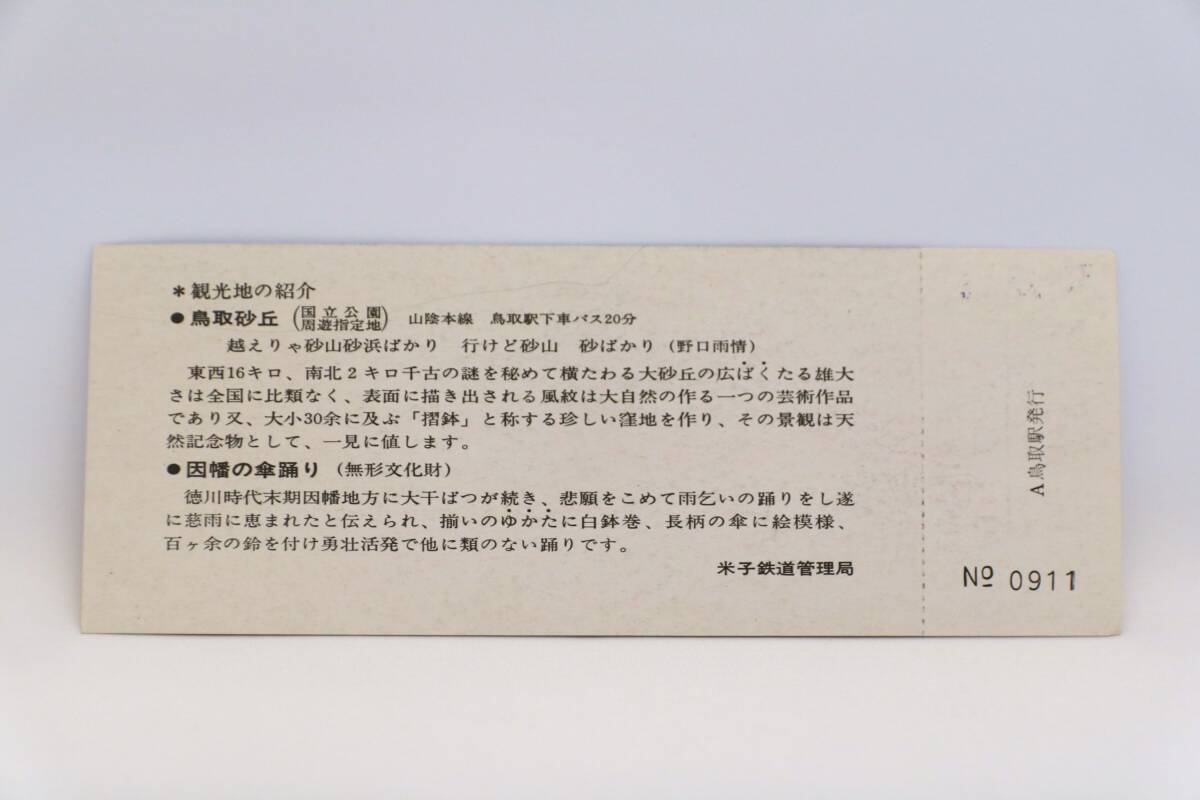 ＊観光地の紹介
●鳥取砂丘（国立公園 周遊指定地） 山陰本線 鳥取駅下車バス20分
越えりゃ砂山砂浜ばかり 行けど砂山 砂ばかり（野口雨情）
東西16キロ、南北2キロ千古の謎を秘めて横たわる大砂丘の広ばくたる雄大
さは全国に比類なく、表面に描き出される風紋は大自然の作る一つの芸術作品
であり又、大小30余に及ぶ「摺鉢」と称する珍しい窪地を作り、その景観は天
然記念物として、一見に値します。
●因幡の傘踊り（無形文化財）
徳川時代末期因幡地方に大干ばつが続き、悲願をこめて雨乞いの踊りをし遂
に慈雨に恵まれたと伝えられ、揃いのゆかたに白鉢巻、長柄の傘に絵模様、
百ヶ余の鈴を付け勇壮活発で他に類のない踊りです。
米子鉄道管理局
A鳥取駅発行
№ 0911